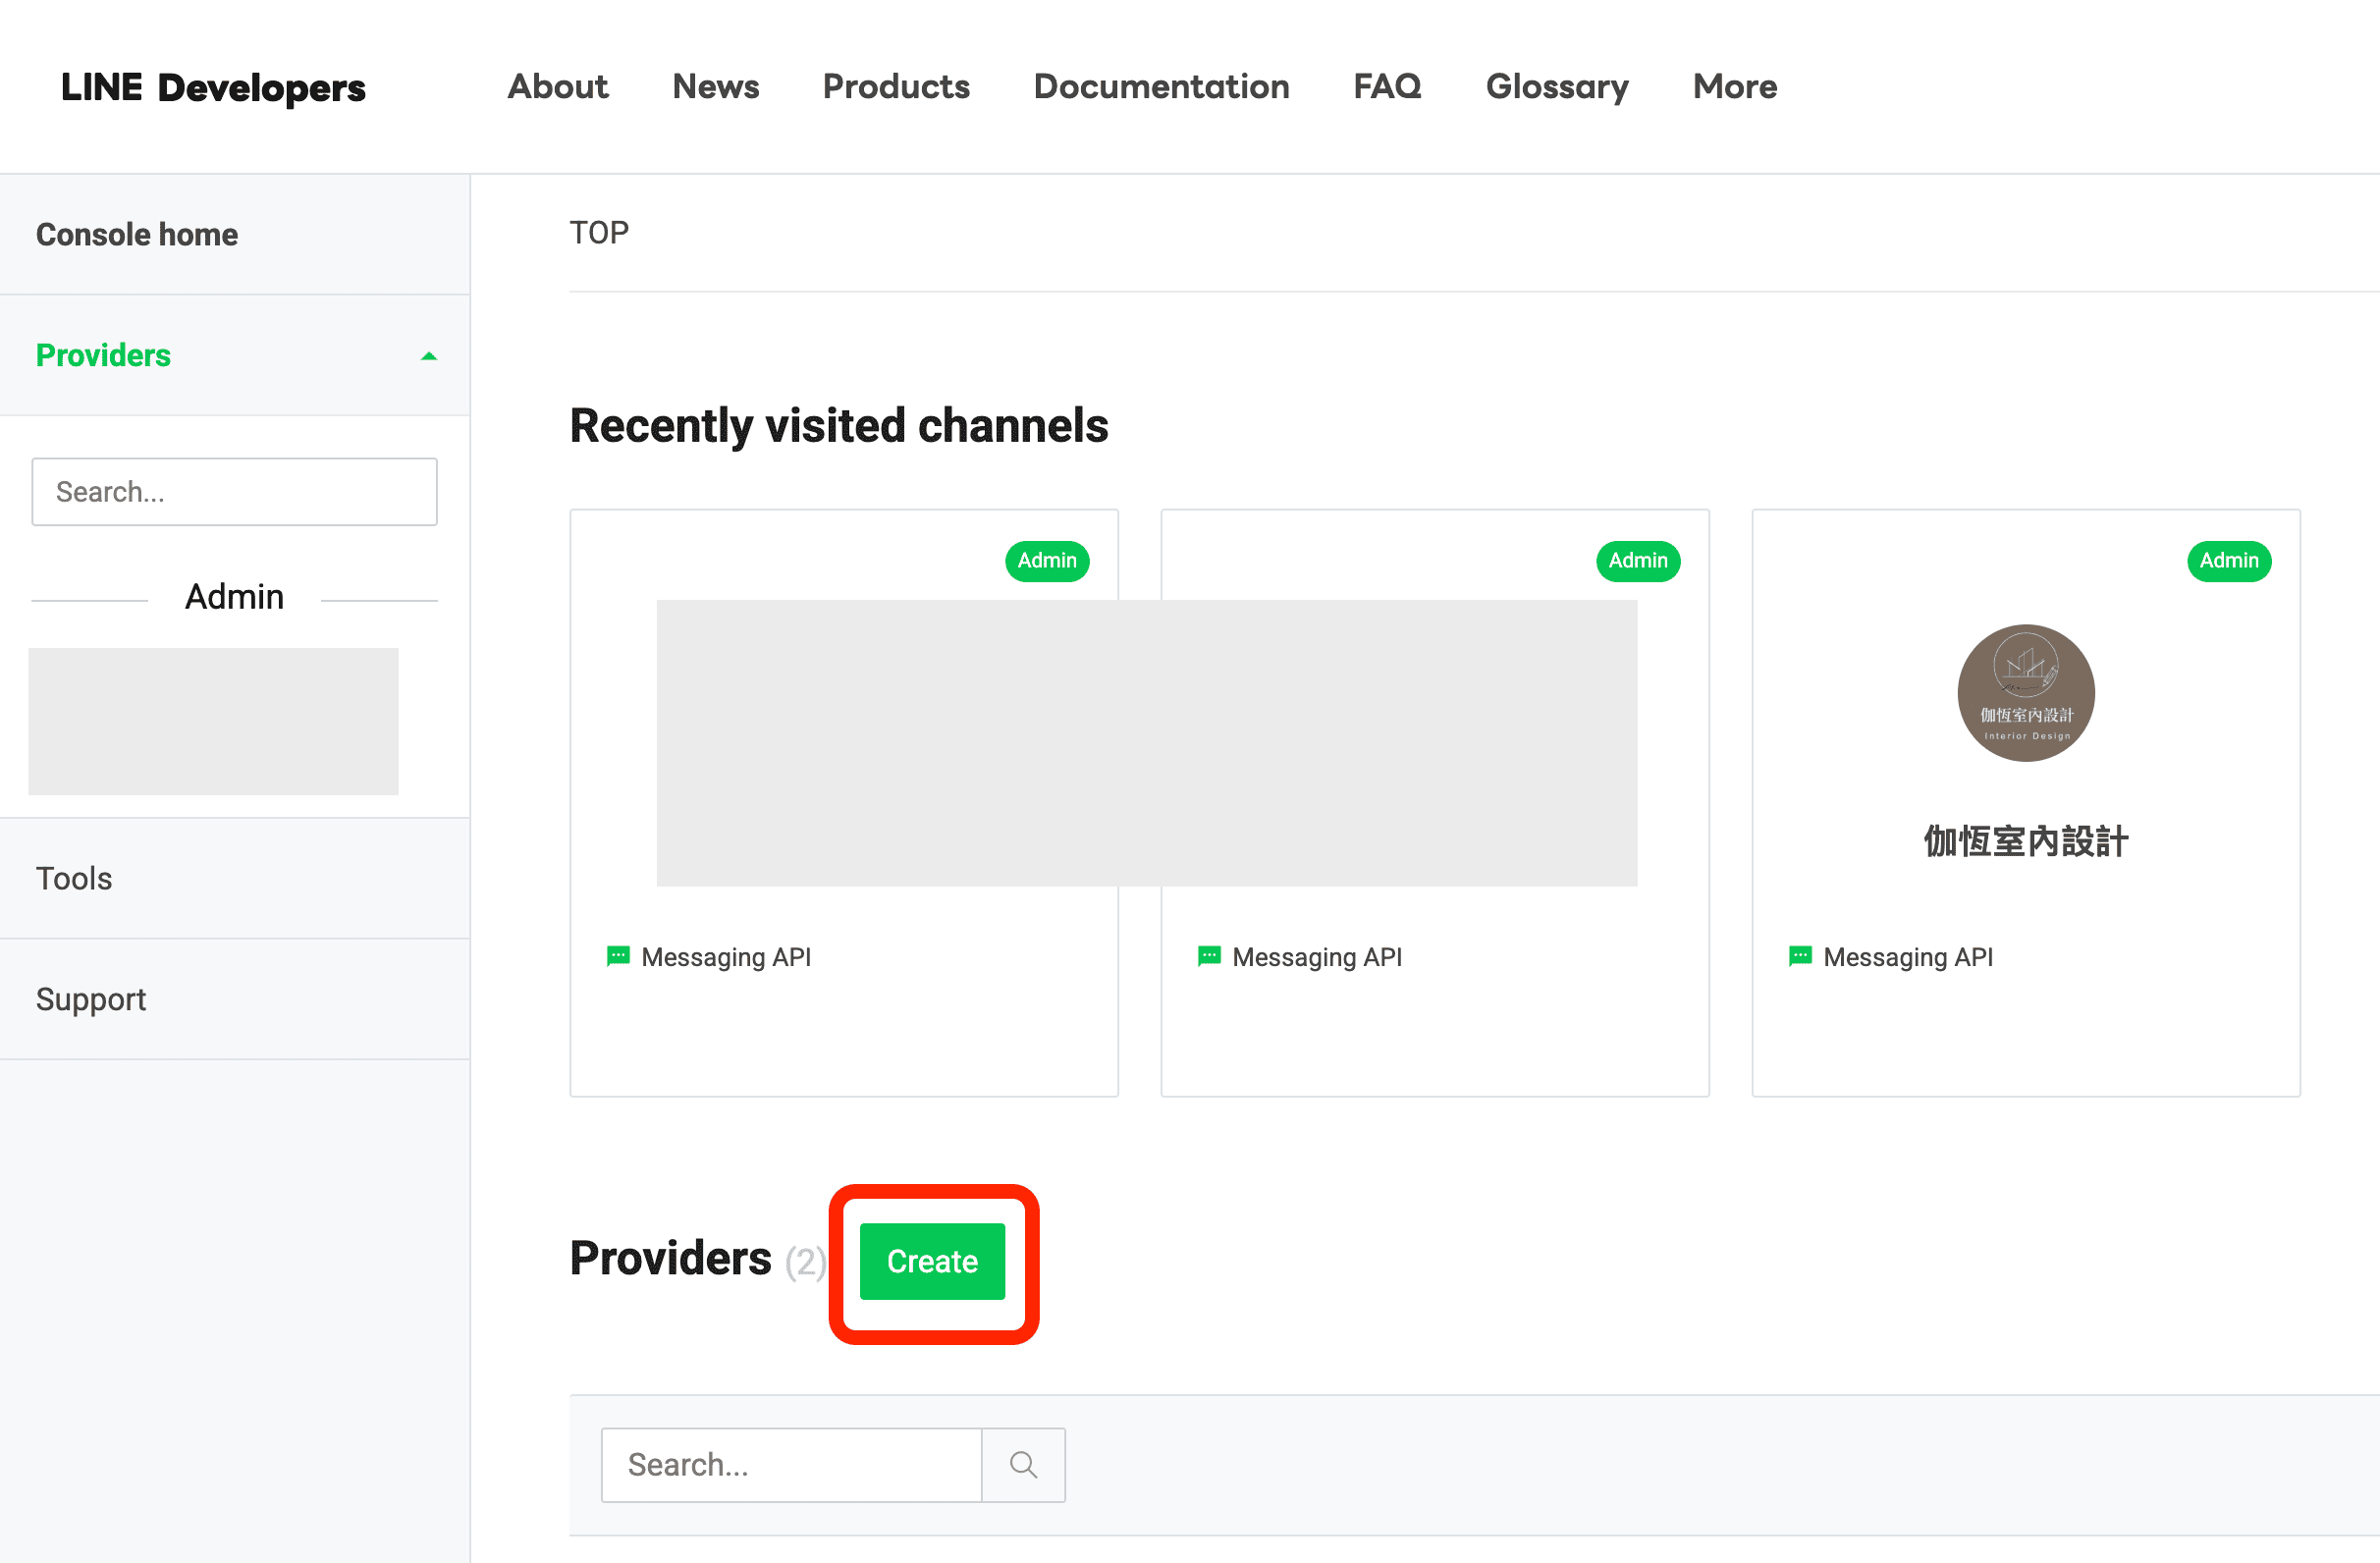 LINE Developers
About
News
Products
Documentation
FAQ
Glossary
More
Console home
Providers
Search...
Admin
Tools
Support
TOP
Recently visited channels
Admin
Messaging API
Admin
Messaging API
Admin
伽恆室內設計
Interior Design
伽恆室內設計
Messaging API
Providers (2)
Create
Search...